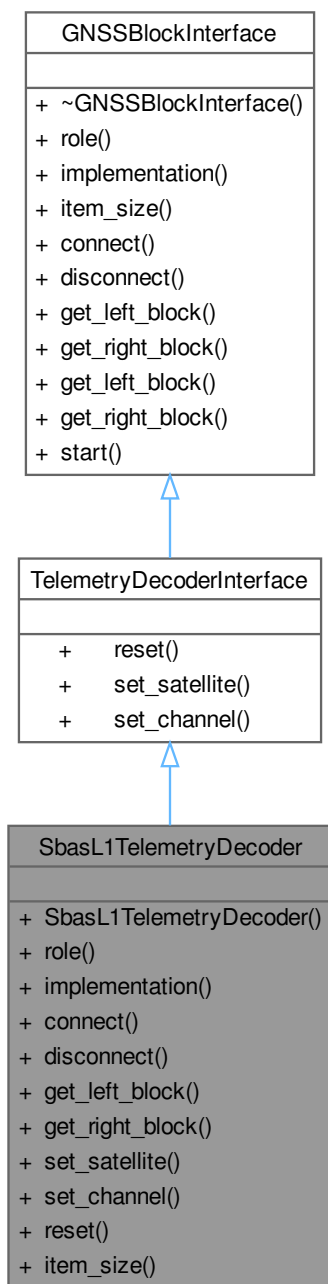 GNSSBlockInterface
+ ~GNSSBlockInterface()
+ role()
+ implementation()
+ item_size()
+ connect()
+ disconnect()
+ get_left_block()
+ get_right_block()
+ get_left_block()
+ get_right_block()
+ start()
TelemetryDecoderInterface
+ reset()
+ set_satellite()
+ set_channel()
SbasL1TelemetryDecoder
+ SbasL1TelemetryDecoder()
+ role()
+ implementation()
+ connect()
+ disconnect()
+ get_left_block()
+ get_right_block()
+ set_satellite()
+ set_channel()
+ reset()
+ item_size()